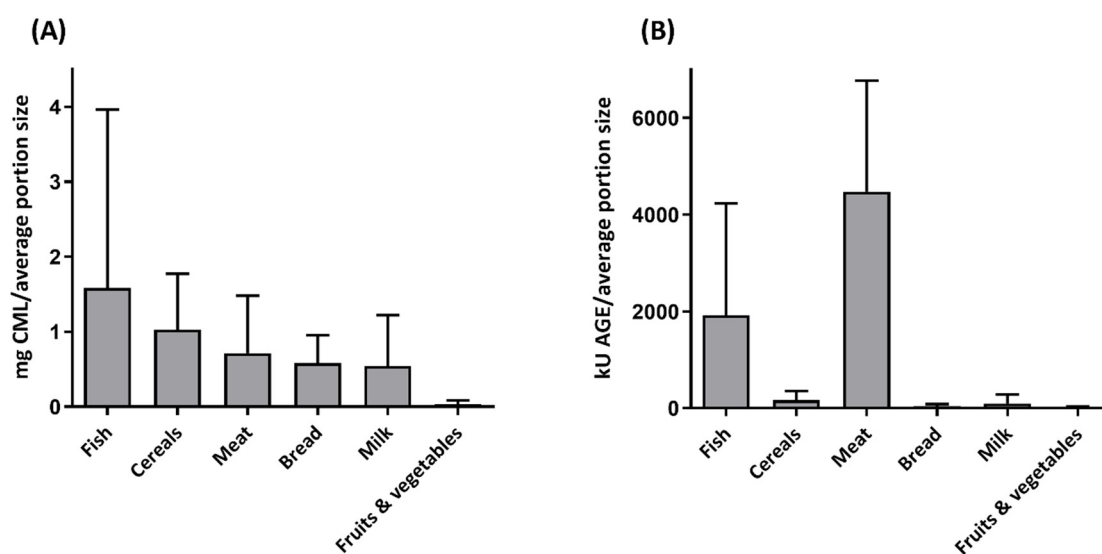 (A)
mg CML/average portion size
4
3
2
1
0
Fish
Cereals
Meat
Bread
Milk
Fruits & vegetables
(B)
kU AGE/average portion size
6000
4000
2000
0
Fish
Cereals
Meat
Bread
Milk
Fruits & vegetables